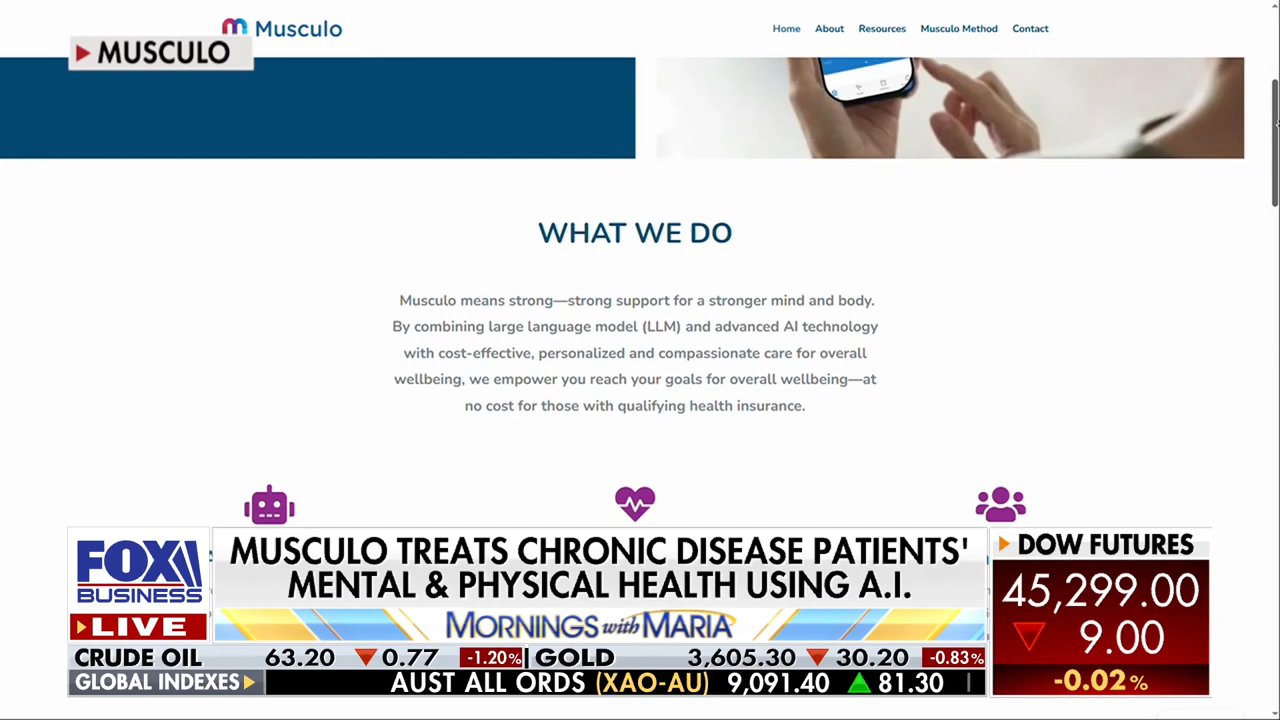 Musculo
Home About Resources Musculo Method Contact
MUSCULO
WHAT WE DO
Musculo means strong—strong support for a stronger mind and body.
By combining large language model (LLM) and advanced AI technology
with cost-effective, personalized and compassionate care for overall
wellbeing, we empower you reach your goals for overall wellbeing—at
no cost for those with qualifying health insurance.
FOX
BUSINESS
LIVE
MUSCULO TREATS CHRONIC DISEASE PATIENTS'
MENTAL & PHYSICAL HEALTH USING A.I.
MORNINGS with MARIA
DOW FUTURES
45,299.00
9.00
-0.02%
CRUDE OIL 63.20 0.77 -1.20% GOLD 3,605.30 30.20 -0.83%
GLOBAL INDEXES AUST ALL ORDS (XAO-AU) 9,091.40 81.30